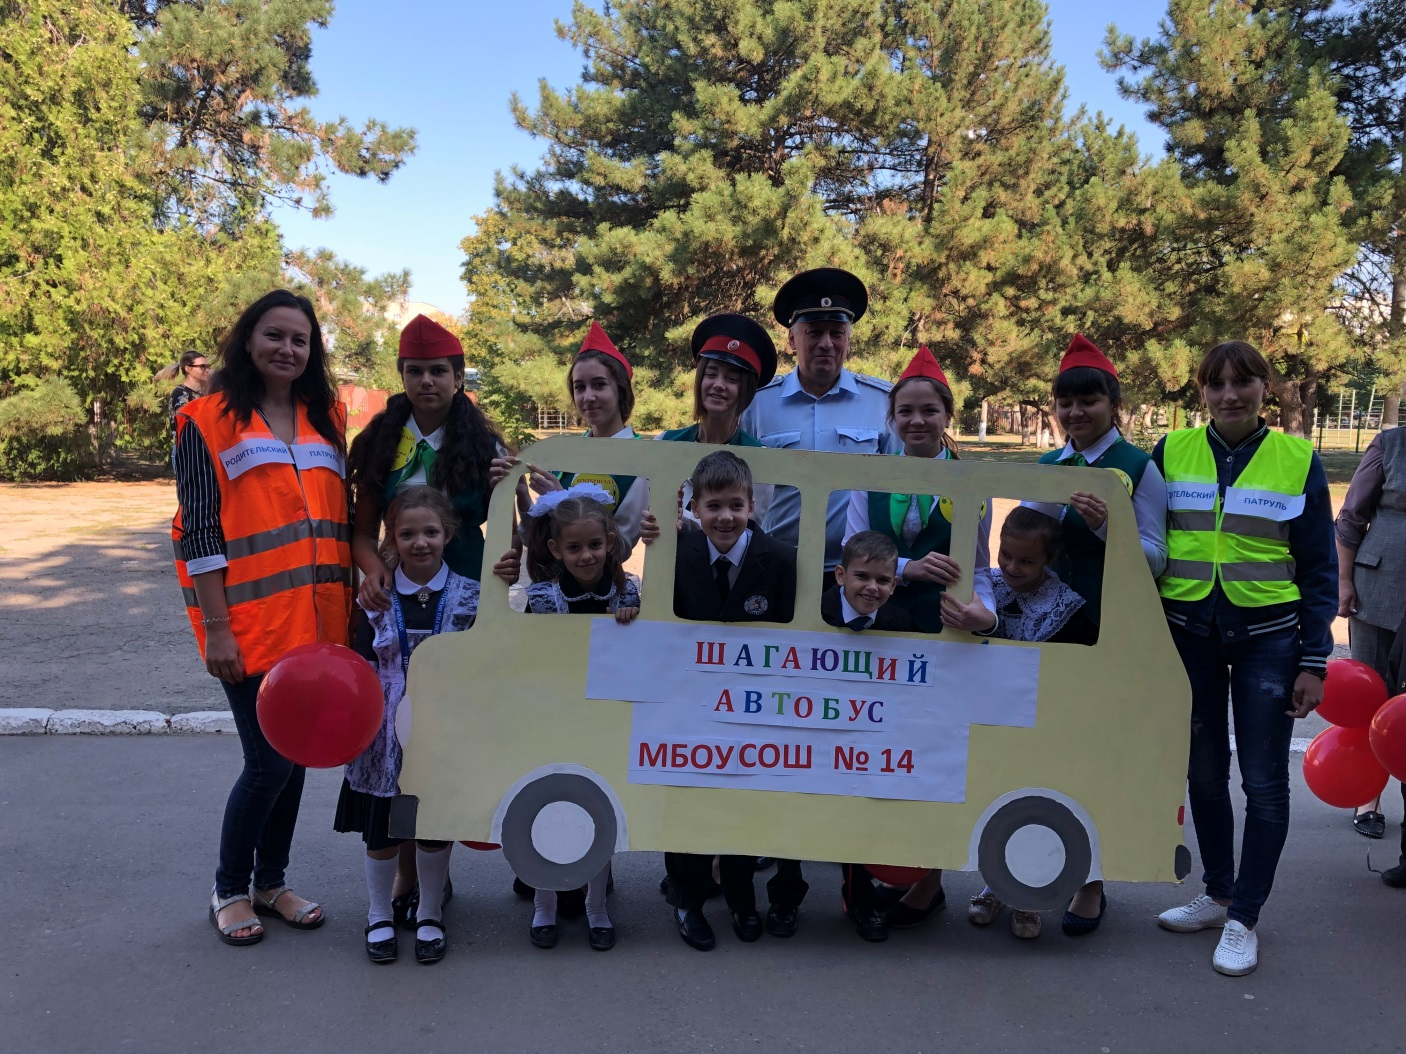 РОДИТЕЛЬСКИЙ ПАТРУЛЬ
ШАГАЮЩИЙ
АВТОБУС
МБОУСОШ № 14
ПАТРУЛЬ